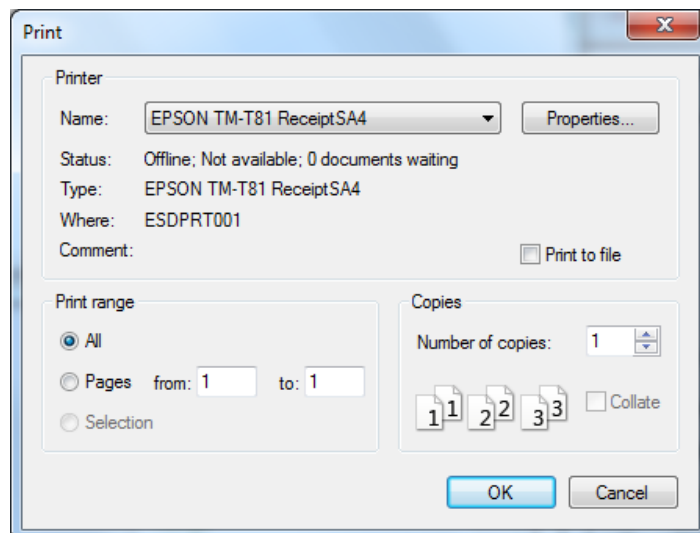 Print
Printer
Name: EPSON TM-T81 ReceiptSA4 Properties...
Status: Offline; Not available; 0 documents waiting
Type: EPSON TM-T81 ReceiptSA4
Where: ESDPRT001
Comment: Print to file
Print range
All
Pages from: 1 to: 1
Selection
Copies
Number of copies: 1
1 1 2 2 3 3 Collate
OK Cancel